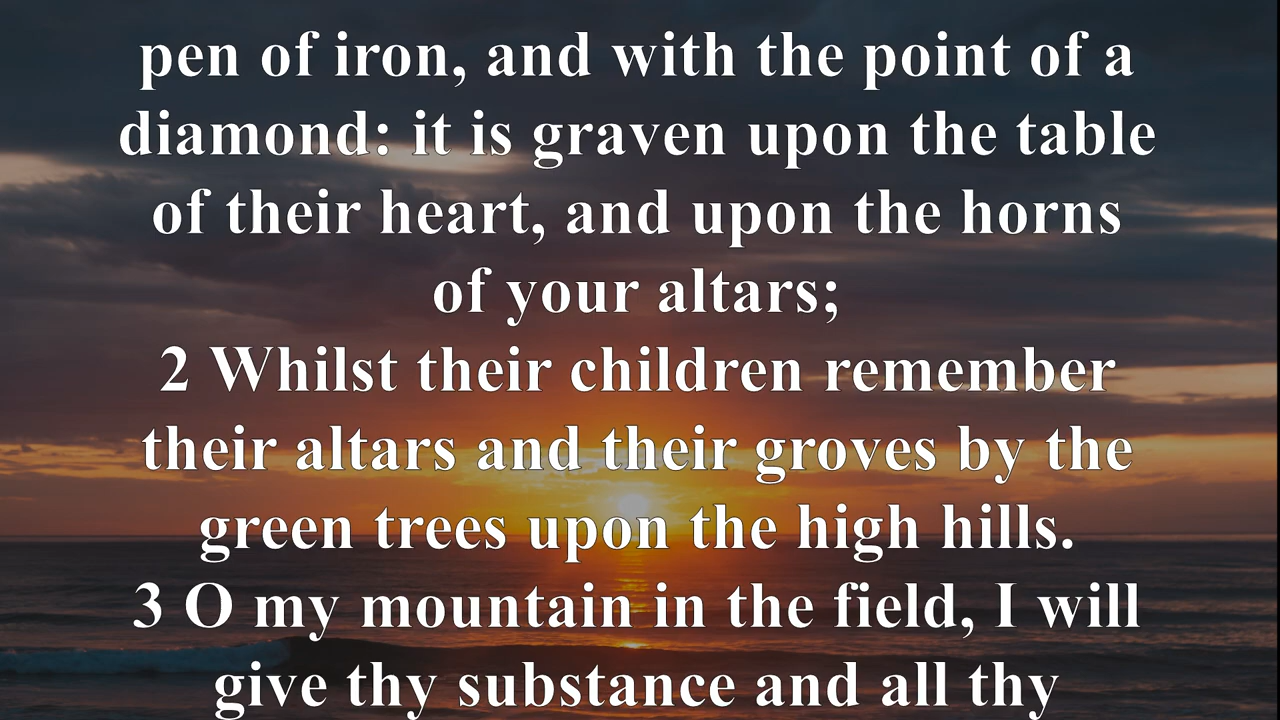 pen of iron, and with the point of a
diamond: it is graven upon the table
of their heart, and upon the horns
of your altars;
2 Whilst their children remember
their altars and their groves by the
green trees upon the high hills.
3 O my mountain in the field, I will
give thy substance and all thy